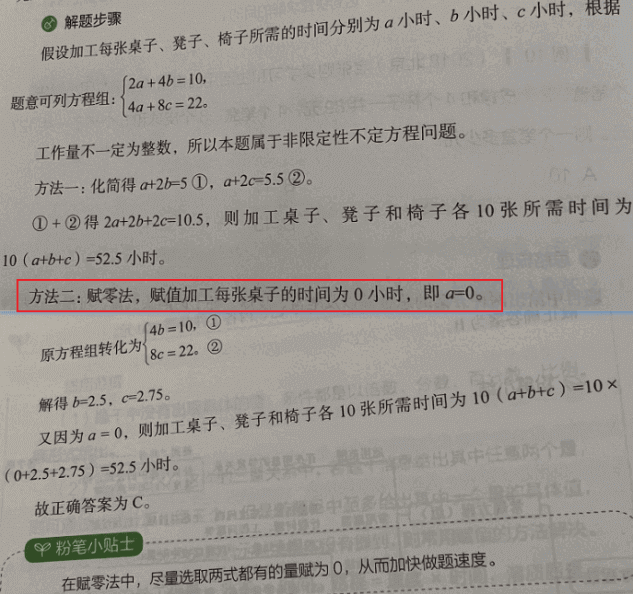 解题步骤
假设加工每张桌子、凳子、椅子所需的时间分别为 a 小时、b 小时、c 小时，根据
题意可列方程组：{2a+4b=10，
4a+8c=22。
工作量不一定为整数，所以本题属于非限定性不定方程问题。
方法一：化简得 a+2b=5 ①，a+2c=5.5 ②。
①+②得 2a+2b+2c=10.5，则加工桌子、凳子和椅子各 10 张所需时间为
10（a+b+c）=52.5 小时。
方法二：赋零法，赋值加工每张桌子的时间为 0 小时，即 a=0。
原方程组转化为{4b=10，①
8c=22。②
解得 b=2.5，c=2.75。
又因为 a=0，则加工桌子、凳子和椅子各 10 张所需时间为 10（a+b+c）=10×
（0+2.5+2.75）=52.5 小时。
故正确答案为 C。
粉笔小贴士
在赋零法中，尽量选取两式都有的量赋为 0，从而加快做题速度。